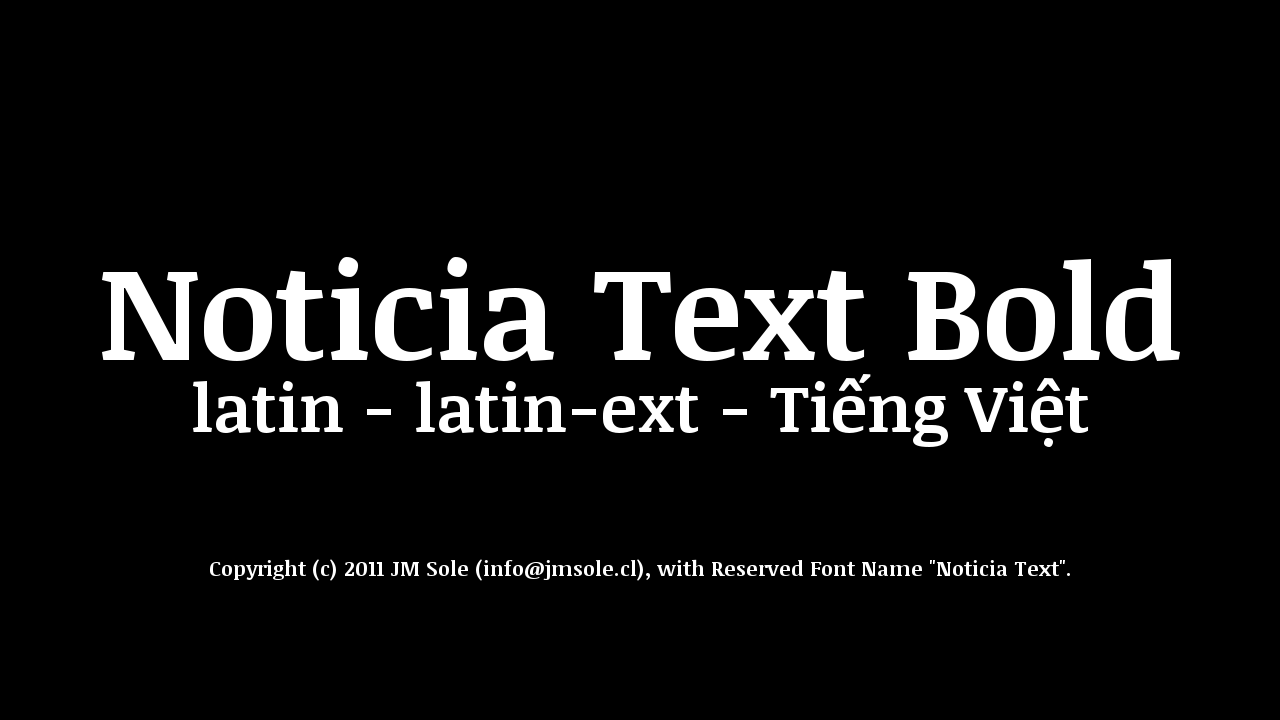 Noticia Text Bold
latin - latin-ext - Tiếng Việt
Copyright (c) 2011 JM Sole (info@jmsole.cl), with Reserved Font Name "Noticia Text".